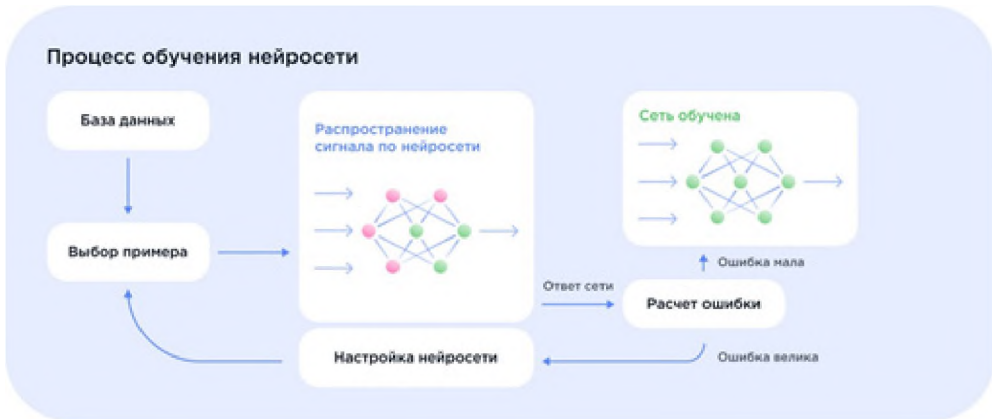 Процесс обучения нейросети
База данных
Выбор примера
Распространение
сигнала по нейросети
Ответ сети
Настройка нейросети
Сеть обучена
Ошибка мала
Расчет ошибки
Ошибка велика